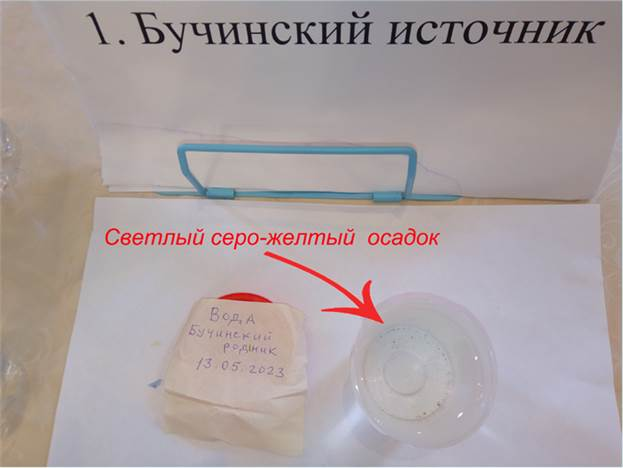 1. Бучинский источник
Светлый серо-желтый осадок
Вода
Бучинский
родник
13.05.2023